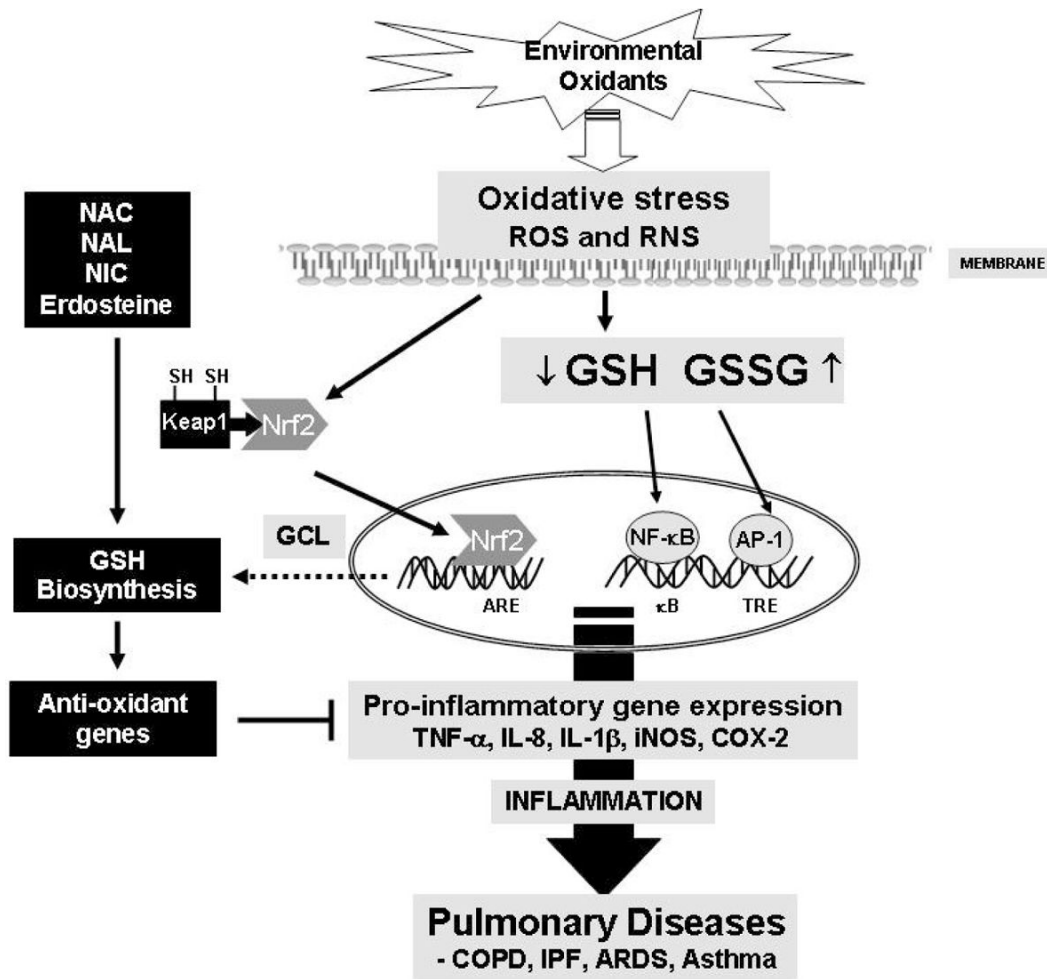 Environmental
Oxidants
Oxidative stress
ROS and RNS
MEMBRANE
NAC
NAL
NIC
Erdosteine
↓ GSH GSSG ↑
SH SH
Keap1
Nrf2
GCL
Nrf2
NF-κB
AP-1
ARE
κB
TRE
GSH
Biosynthesis
Anti-oxidant
genes
Pro-inflammatory gene expression
TNF-α, IL-8, IL-1β, iNOS, COX-2
INFLAMMATION
Pulmonary Diseases
- COPD, IPF, ARDS, Asthma